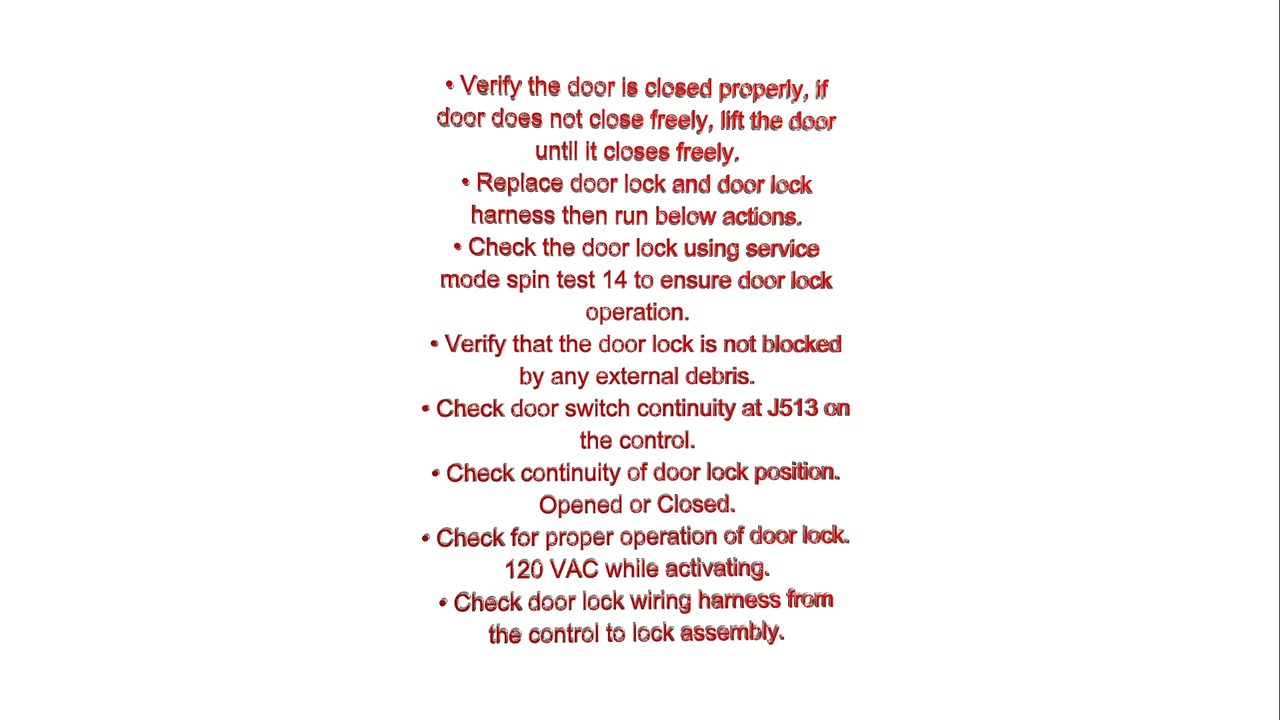 • Verify the door is closed properly, if
door does not close freely, lift the door
until it closes freely.
• Replace door lock and door lock
harness then run below actions.
• Check the door lock using service
mode spin test 14 to ensure door lock
operation.
• Verify that the door lock is not blocked
by any external debris.
• Check door switch continuity at J513 on
the control.
• Check continuity of door lock position.
Opened or Closed.
• Check for proper operation of door lock.
120 VAC while activating.
• Check door lock wiring harness from
the control to lock assembly.